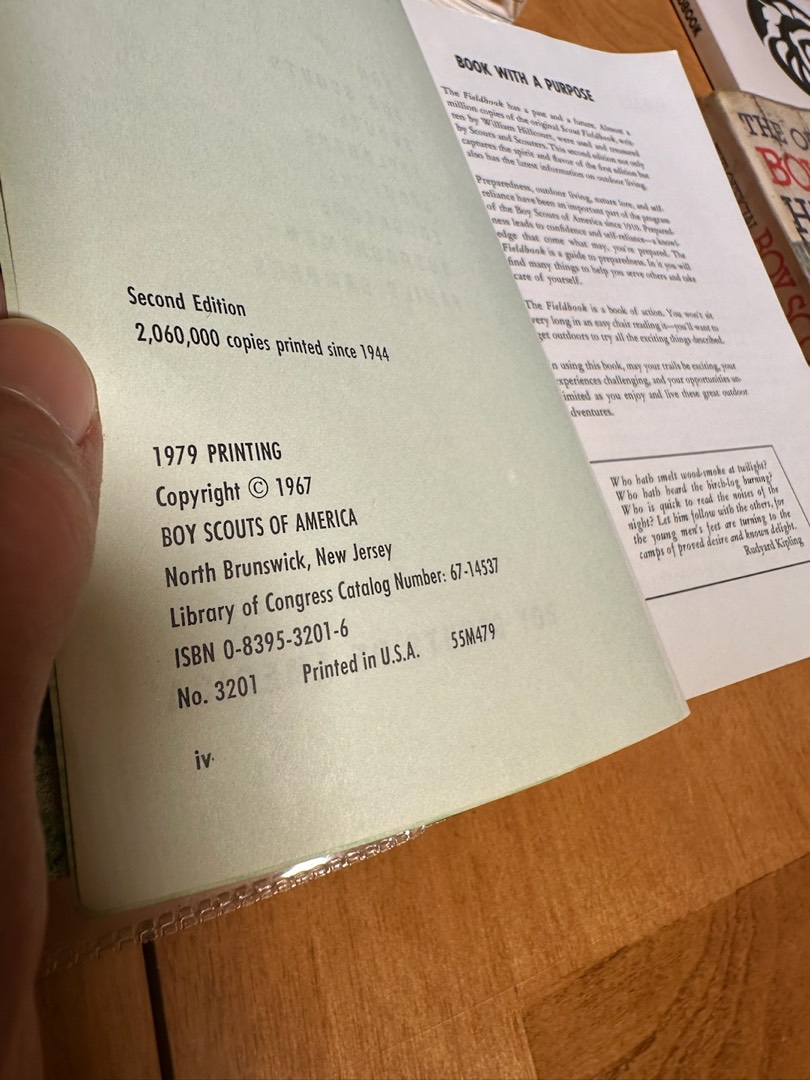 Second Edition
2,060,000 copies printed since 1944
1979 PRINTING
Copyright © 1967
BOY SCOUTS OF AMERICA
North Brunswick, New Jersey
Library of Congress Catalog Number: 67-14537
ISBN 0-8395-3201-6
No. 3201 Printed in U.S.A. 55M479
iv
BOOK WITH A PURPOSE
The Fieldbook has a past and a future. Almost a
million copies of the original Scout Fieldbook, writ-
ten by William Hillcourt, were used and treasured
by Scouts and Scouters. This second edition not only
captures the spirit and flavor of the first edition but
also has the latest information on outdoor living.
Preparedness, outdoor living, nature lore, and self-
reliance have been an important part of the program
of the Boy Scouts of America since 1910. Prepared-
ness leads to confidence and self-reliance—a knowl-
edge that come what may, you're prepared. The
Fieldbook is a guide to preparedness. In it you will
find many things to help you serve others and take
care of yourself.
The Fieldbook is a book of action. You won't sit
very long in an easy chair reading it—you'll want to
get outdoors to try all the exciting things described.
n using this book, may your trails be exciting, your
xperiences challenging, and your opportunities un-
imited as you enjoy and live these great outdoor
dventures.
Who hath smelt wood-smoke at twilight?
Who hath heard the birch-log burning?
Who is quick to read the noises of the
night? Let him follow with the others, for
the young men's feet are turning to the
camps of proved desire and known delight.
Rudyard Kipling
THE O
BO
H
BOY SC